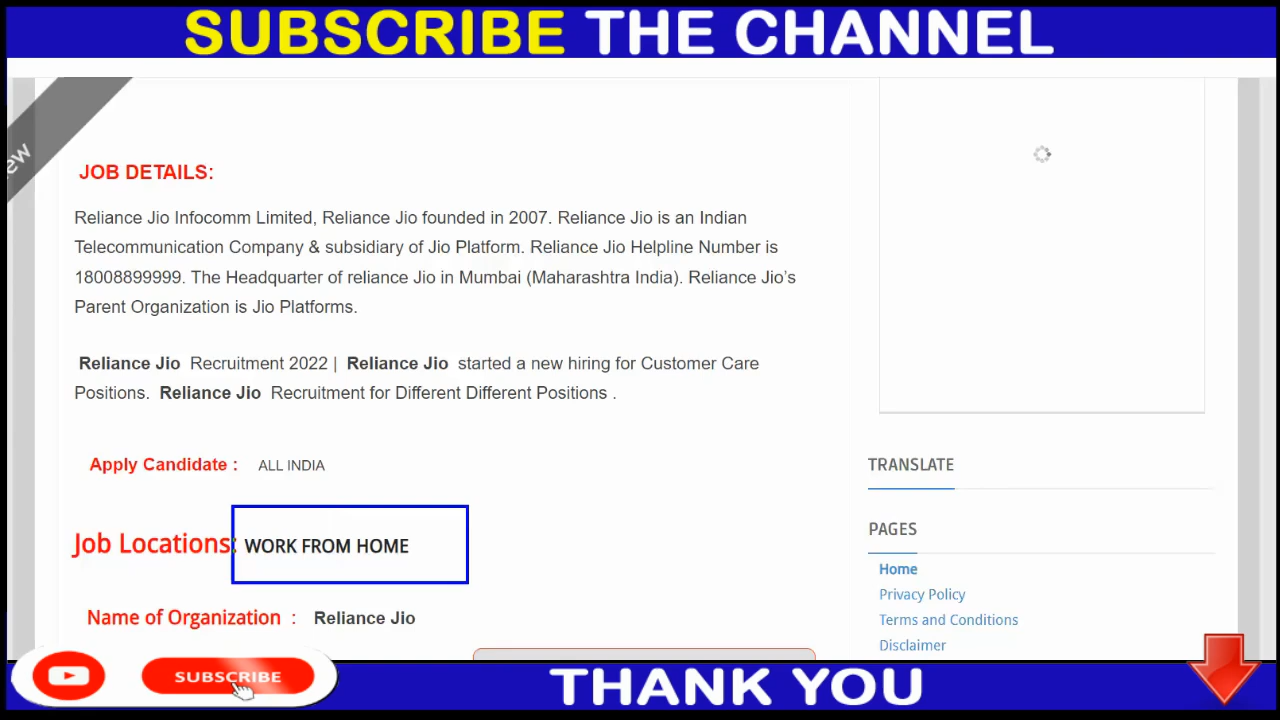 SUBSCRIBE THE CHANNEL
JOB DETAILS:
Reliance Jio Infocomm Limited, Reliance Jio founded in 2007. Reliance Jio is an Indian
Telecommunication Company & subsidiary of Jio Platform. Reliance Jio Helpline Number is
18008899999. The Headquarter of reliance Jio in Mumbai (Maharashtra India). Reliance Jio's
Parent Organization is Jio Platforms.
Reliance Jio Recruitment 2022 | Reliance Jio started a new hiring for Customer Care
Positions. Reliance Jio Recruitment for Different Different Positions .
Apply Candidate : ALL INDIA
Job Locations: WORK FROM HOME
Name of Organization : Reliance Jio
TRANSLATE
PAGES
Home
Privacy Policy
Terms and Conditions
Disclaimer
SUBSCRIBE
THANK YOU